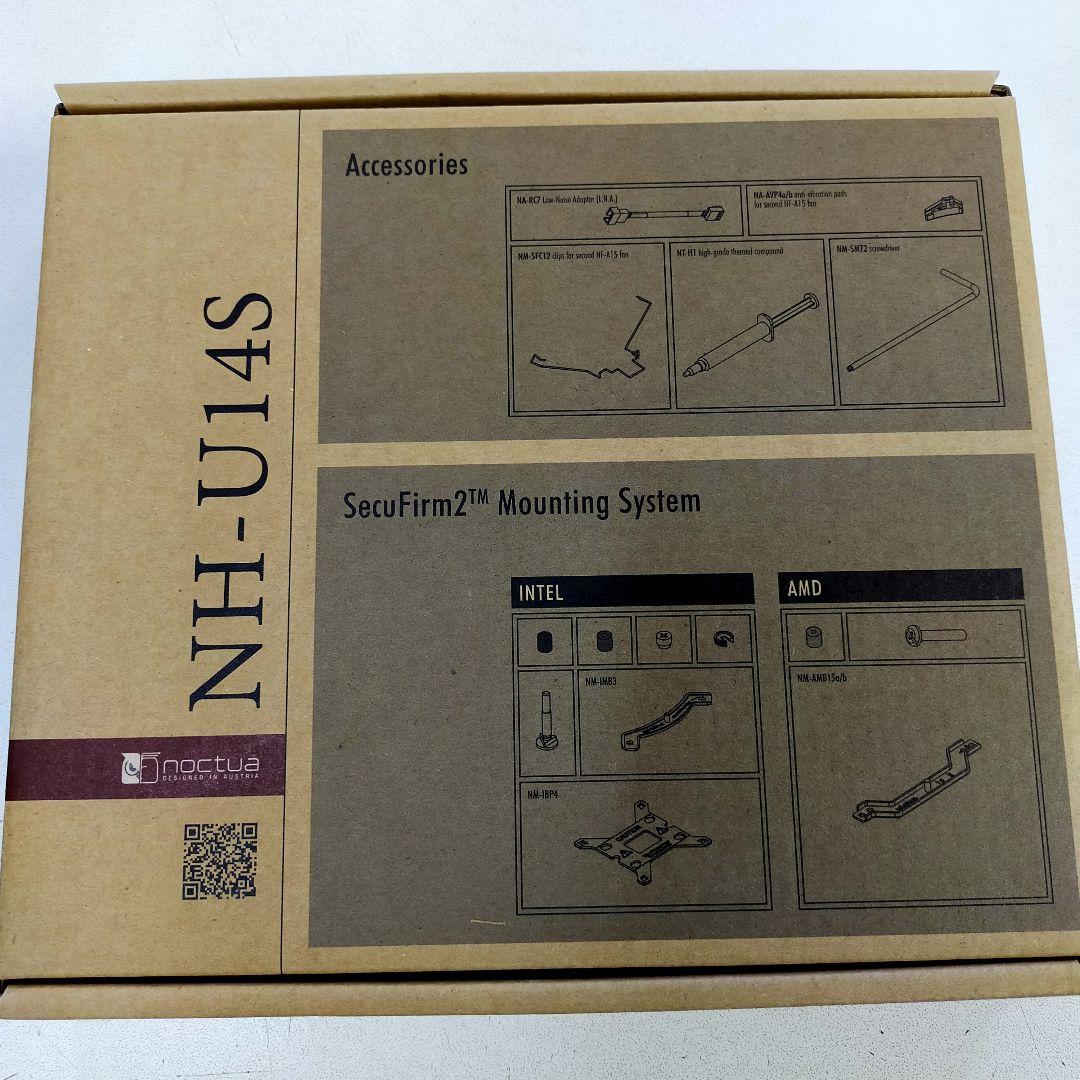 NH-U14S
noctua
DESIGNED IN AUSTRIA
Accessories
NA-RC7 Low-Noise Adaptor (L.N.A.)
NA-AVP4a/b anti-vibration pads
for second NF-A15 fan
NM-SFC12 clips for second NF-A15 fan
NT-H1 high-grade thermal compound
NM-SMT2 screwdriver
SecuFirm2™ Mounting System
INTEL
NM-IMB3
NM-IBP4
CAUTION
AMD
NM-AMB15a/b